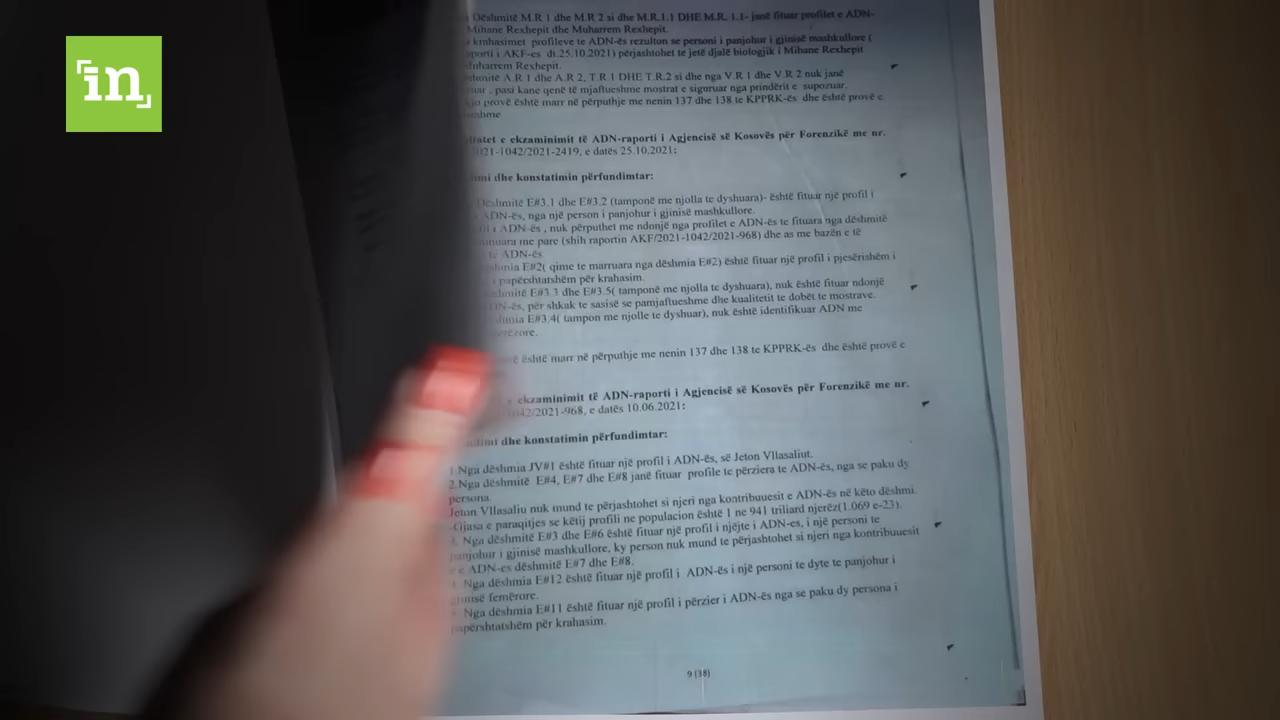 in
Dëshmitë M.R 1 dhe M.R 2 si dhe M.R.1.1 DHE M.R. 1.1- janë fituar profilet e ADN-
Mihane Rexhepit dhe Muharrem Rexhepit.
profileve te ADN-ës rezulton se personi i panjohur i gjinisë mashkullore (
i AKF-es dt.25.10.2021) përjashtohet te jetë djalë biologjik i Mihane Rexhepit
Rexhepit.
A.R 1 dhe A.R 2, T.R 1 DHE T.R.2 si dhe nga V.R 1 dhe V.R 2 nuk janë
, pasi kane qenë të mjaftueshme mostrat e siguruar nga prindërit e supozuar.
provë është marr në përputhje me nenin 137 dhe 138 te KPPRK-ës dhe është provë e
e ekzaminimit të ADN-raporti i Agjencisë së Kosovës për Forenzikë me nr.
1042/2021-2419, e datës 25.10.2021:
dhe konstatimin përfundimtar:
Dëshmitë E#3.1 dhe E#3.2 (tamponë me njolla te dyshuara)- është fituar një profil i
ADN-ës, nga një person i panjohur i gjinisë mashkullore.
i ADN-ës , nuk përputhet me ndonjë nga profilet e ADN-ës te fituara nga dëshmitë
me pare (shih raportin AKF/2021-1042/2021-968) dhe as me bazën e të
te ADN-ës.
E#2( qime te marruara nga dëshmia E#2) është fituar një profil i pjesërishëm i
i papërshtatshëm për krahasim.
E#3.3 dhe E#3.5( tamponë me njolla te dyshuara), nuk është fituar ndonjë
për shkak te sasisë se pamjaftueshme dhe kualitetit te dobët te mostrave.
E#3.4( tampon me njolle te dyshuar), nuk është identifikuar ADN me
është marr në përputhje me nenin 137 dhe 138 te KPPRK-ës dhe është provë e
ekzaminimit të ADN-raporti i Agjencisë së Kosovës për Forenzikë me nr.
1042/2021-968, e datës 10.06.2021:
dhe konstatimin përfundimtar:
1.Nga dëshmia JV#1 është fituar një profil i ADN-ës, së Jeton Vllasaliut.
2.Nga dëshmitë E#4, E#7 dhe E#8 janë fituar profile te përziera te ADN-ës, nga se paku dy
persona.
Jeton Vllasaliu nuk mund te përjashtohet si njeri nga kontribuuesit e ADN-ës në këto dëshmi.
-Gjasa e paraqitjes se këtij profili ne populacion është 1 ne 941 triliard njerëz(1.069 e-23).
Nga dëshmitë E#3 dhe E#6 është fituar një profil i njëjte i ADN-es, i një personi te
panjohur i gjinisë mashkullore, ky person nuk mund te përjashtohet si njeri nga kontribuuesit
e ADN-es dëshmitë E#7 dhe E#8.
Nga dëshmia E#12 është fituar një profil i ADN-ës i një personi te dyte te panjohur i
gjinisë femërore.
Nga dëshmia E#11 është fituar një profil i përzier i ADN-ës nga se paku dy persona i
papërshtatshëm për krahasim.
9 (38)